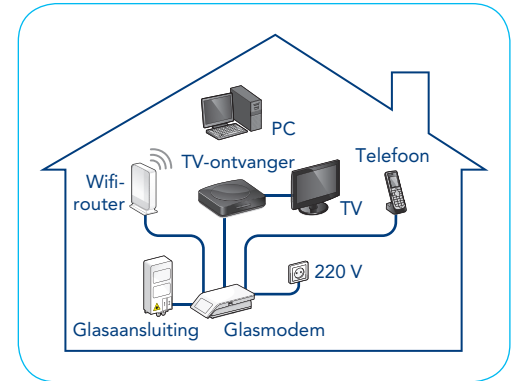 PC
TV-ontvanger
Telefoon
Wifi-
router
TV
220 V
Glasaansluiting
Glasmodem